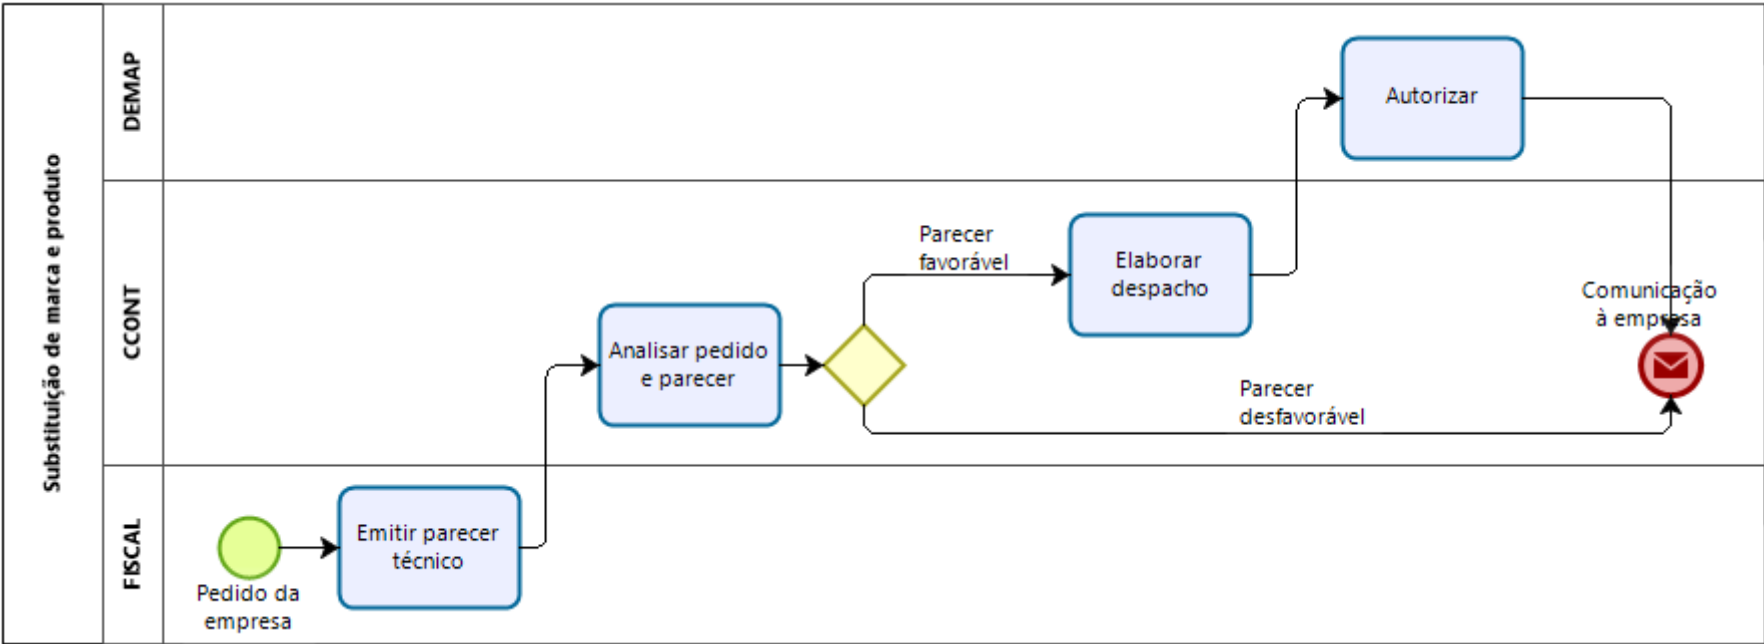 Substituição de marca e produto
DEMAP
Autorizar
CCONT
Parecer
favorável
Elaborar
despacho
Comunicação
à empresa
Analisar pedido
e parecer
Parecer
desfavorável
FISCAL
Emitir parecer
técnico
Pedido da
empresa